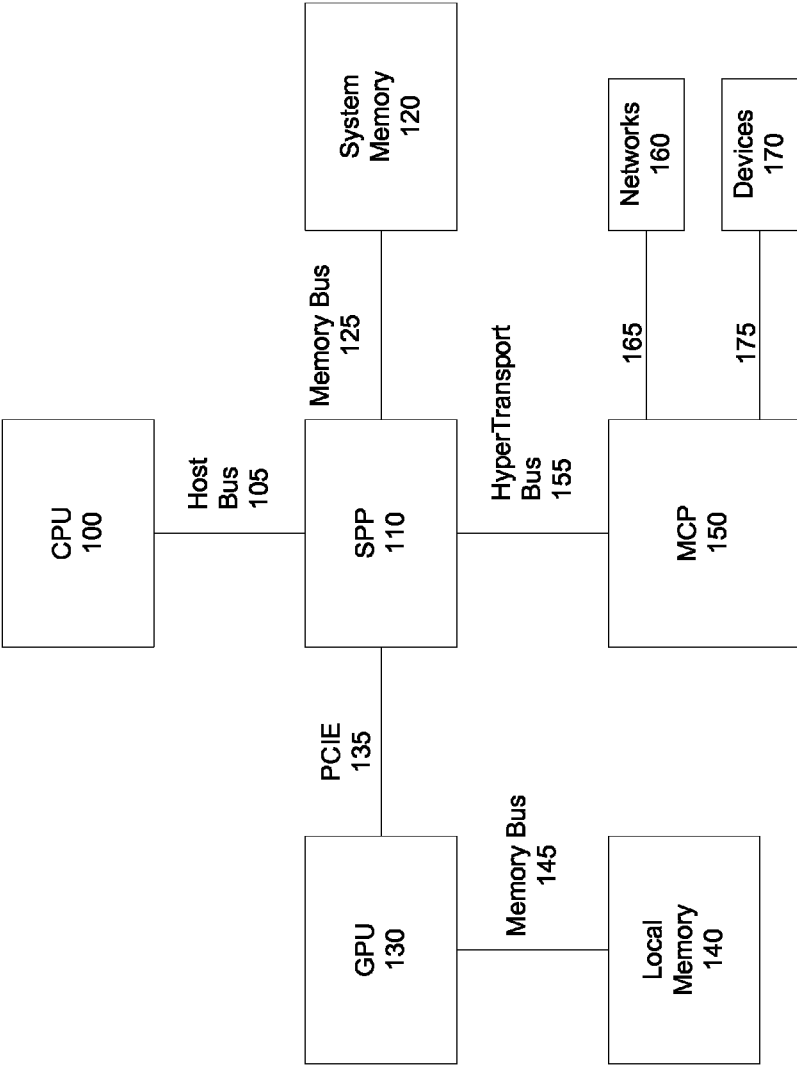 CPU
100
Host
Bus
105
GPU
130
PCIE
135
SPP
110
Memory Bus
125
System
Memory
120
Memory Bus
145
HyperTransport
Bus
155
Local
Memory
140
MCP
150
165
Networks
160
175
Devices
170